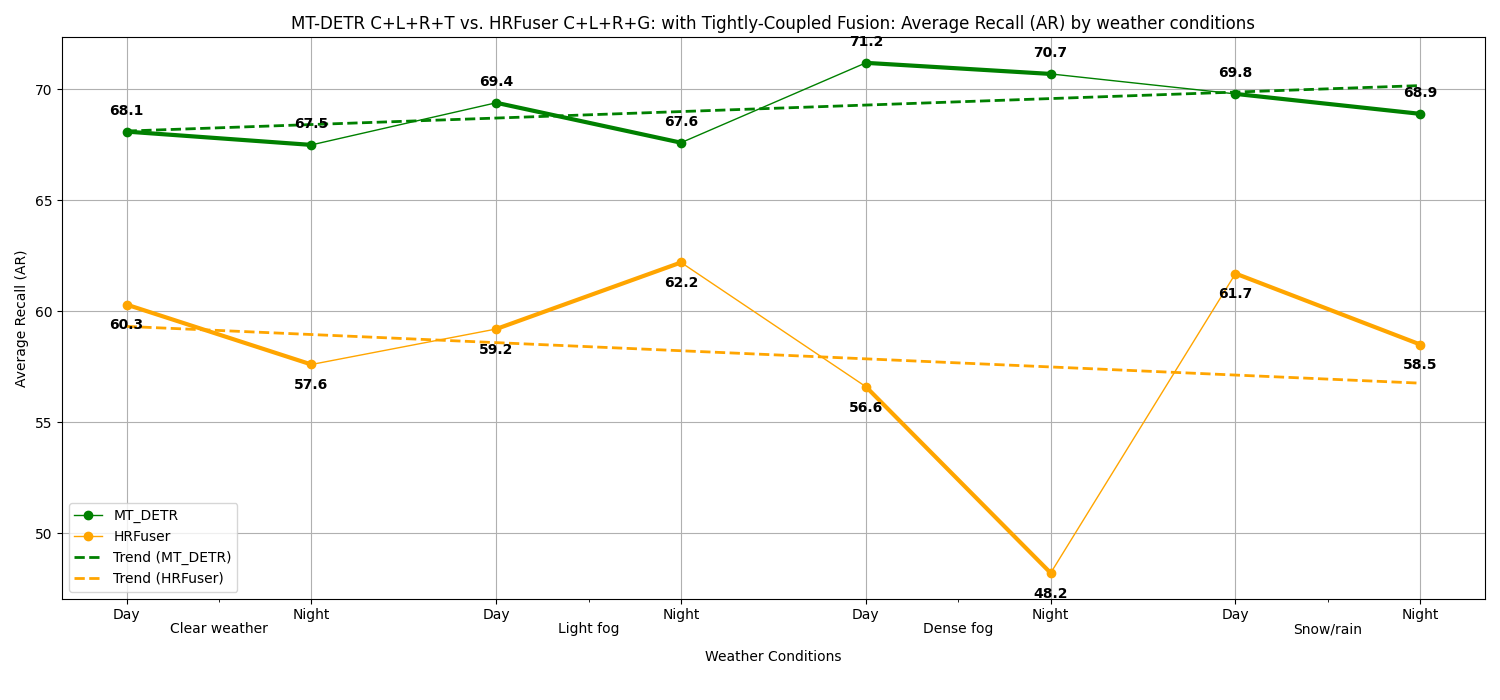 MT-DETR C+L+R+T vs. HRFuser C+L+R+G: with Tightly-Coupled Fusion: Average Recall (AR) by weather conditions
Average Recall (AR)
70
65
60
55
50
68.1
67.5
69.4
67.6
71.2
70.7
69.8
68.9
60.3
57.6
59.2
62.2
56.6
48.2
61.7
58.5
MT_DETR
HRFuser
Trend (MT_DETR)
Trend (HRFuser)
Day Night Day Night Day Night Day Night
Clear weather Light fog Dense fog Snow/rain
Weather Conditions